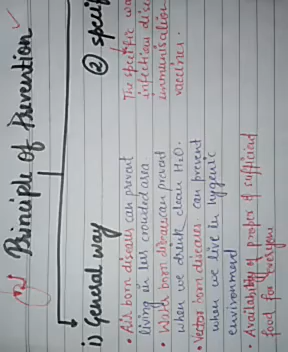 Principle of Prevention
i) General way
• Air born diseases can prevent
living in less crowded area
• Water born diseases can prevent
when we drink clean H₂O.
• Vector born diseases can prevent
when we live in hygenic
environment
• Availability of proper & sufficient
food for everyone
② specif
The specific wa
infectious dise
immunisation
vaccines.